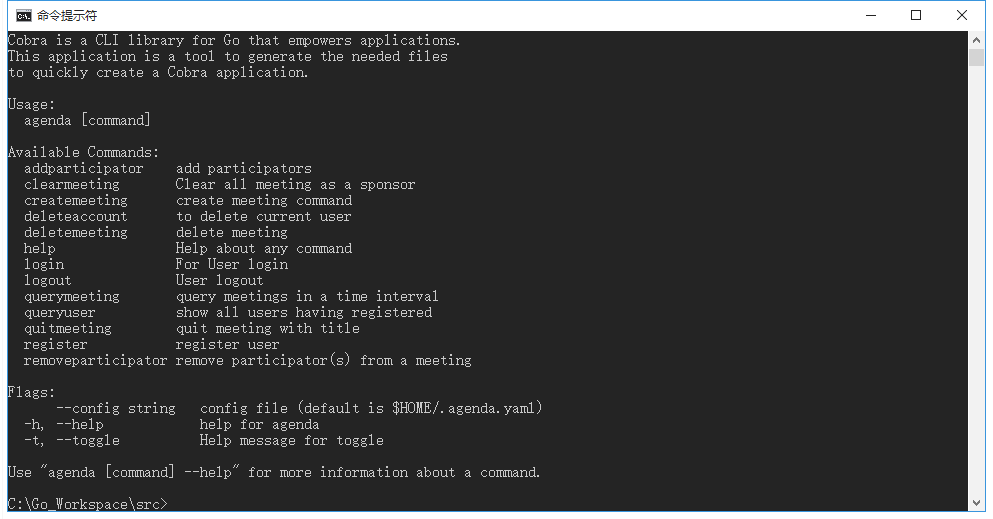 命令提示符
Cobra is a CLI library for Go that empowers applications.
This application is a tool to generate the needed files
to quickly create a Cobra application.
Usage:
  agenda [command]
Available Commands:
  addparticipator    add participators
  clearmeeting       Clear all meeting as a sponsor
  createmeeting      create meeting command
  deleteaccount      to delete current user
  deletemeeting      delete meeting
  help               Help about any command
  login              For User login
  logout             User logout
  querymeeting       query meetings in a time interval
  queryuser          show all users having registered
  quitmeeting        quit meeting with title
  register           register user
  removeparticipator remove participator(s) from a meeting
Flags:
      --config string   config file (default is $HOME/.agenda.yaml)
  -h, --help            help for agenda
  -t, --toggle          Help message for toggle
Use "agenda [command] --help" for more information about a command.
C:\Go_Workspace\src>